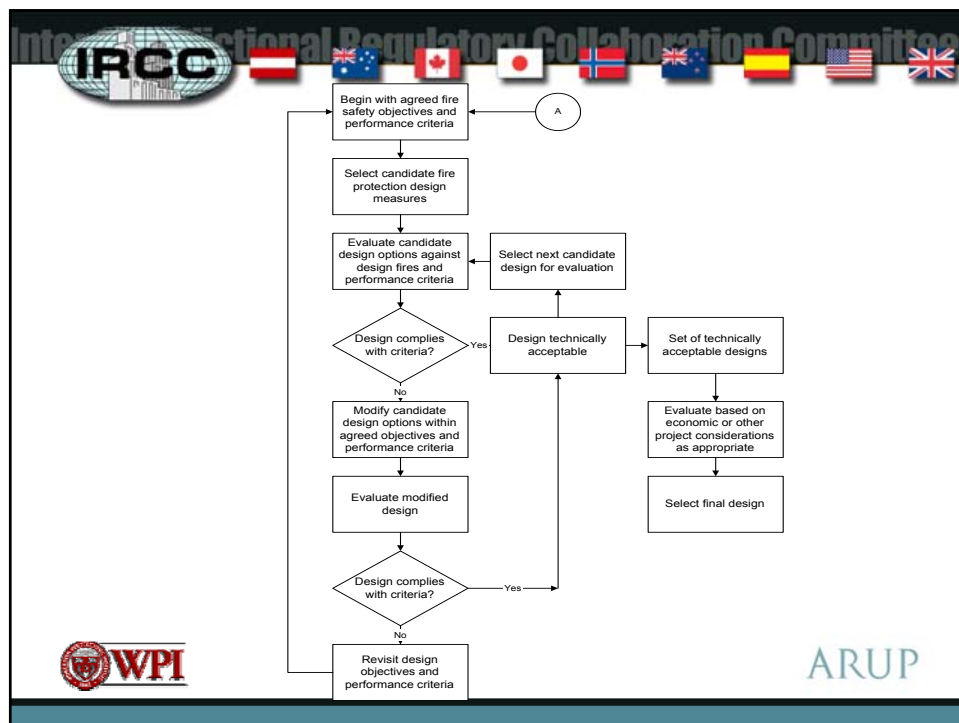 Inter
ictional Regulatory Collaboration Committee
IRCC
Begin with agreed fire
safety objectives and
performance criteria
A
Select candidate fire
protection design
measures
Evaluate candidate
design options against
design fires and
performance criteria
Select next candidate
design for evaluation
Design complies
with criteria?
Yes
Design technically
acceptable
Set of technically
acceptable designs
No
Modify candidate
design options within
agreed objectives and
performance criteria
Evaluate based on
economic or other
project considerations
as appropriate
Evaluate modified
design
Select final design
Design complies
with criteria?
Yes
No
Revisit design
objectives and
performance criteria
WPI
ARUP